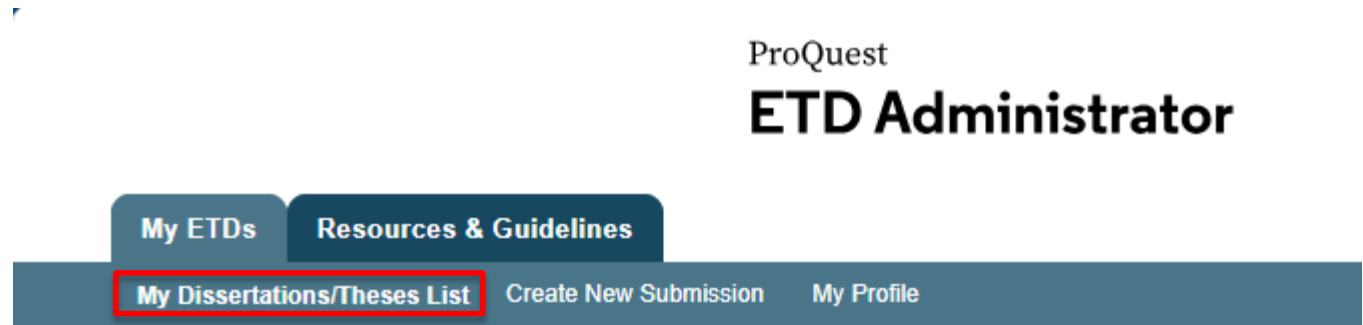 ProQuest
ETD Administrator
My ETDs Resources & Guidelines
My Dissertations/Theses List Create New Submission My Profile